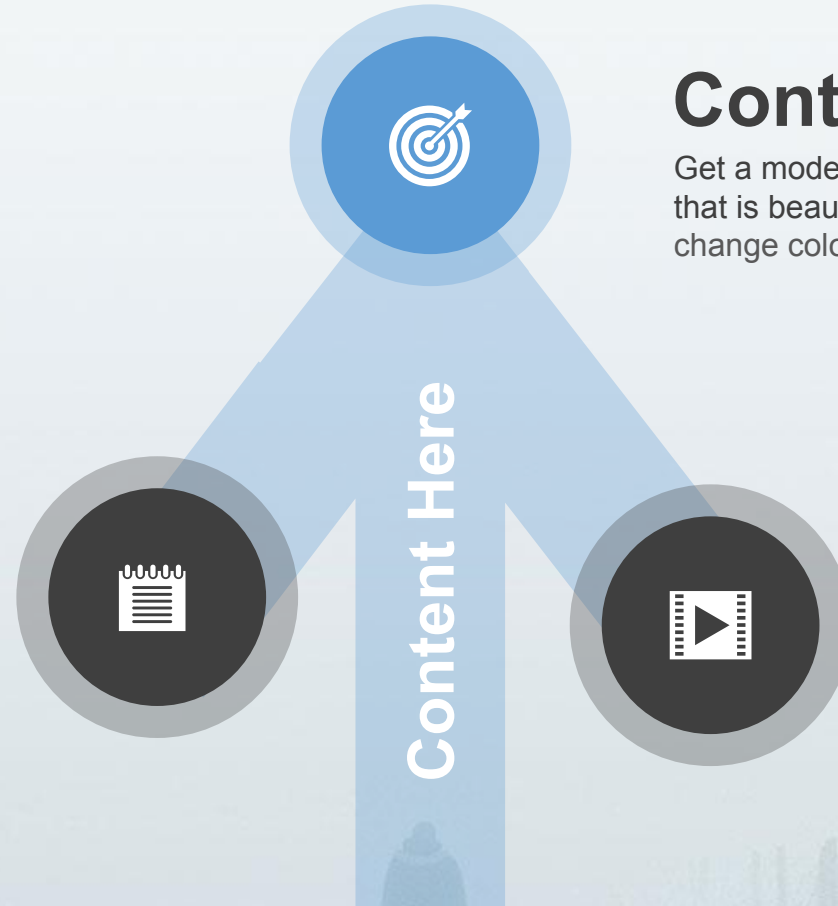 Cont
Get a mode
that is beau
change colo
Content Here